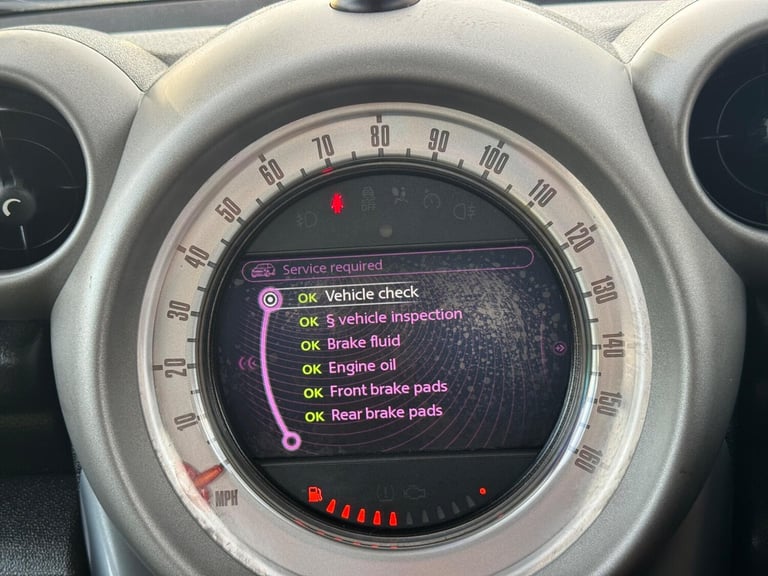 10
20
30
40
50
60
70
80
90
100
110
120
130
140
150
160
MPH
OFF
Service required
OK Vehicle check
OK § vehicle inspection
OK Brake fluid
OK Engine oil
OK Front brake pads
OK Rear brake pads